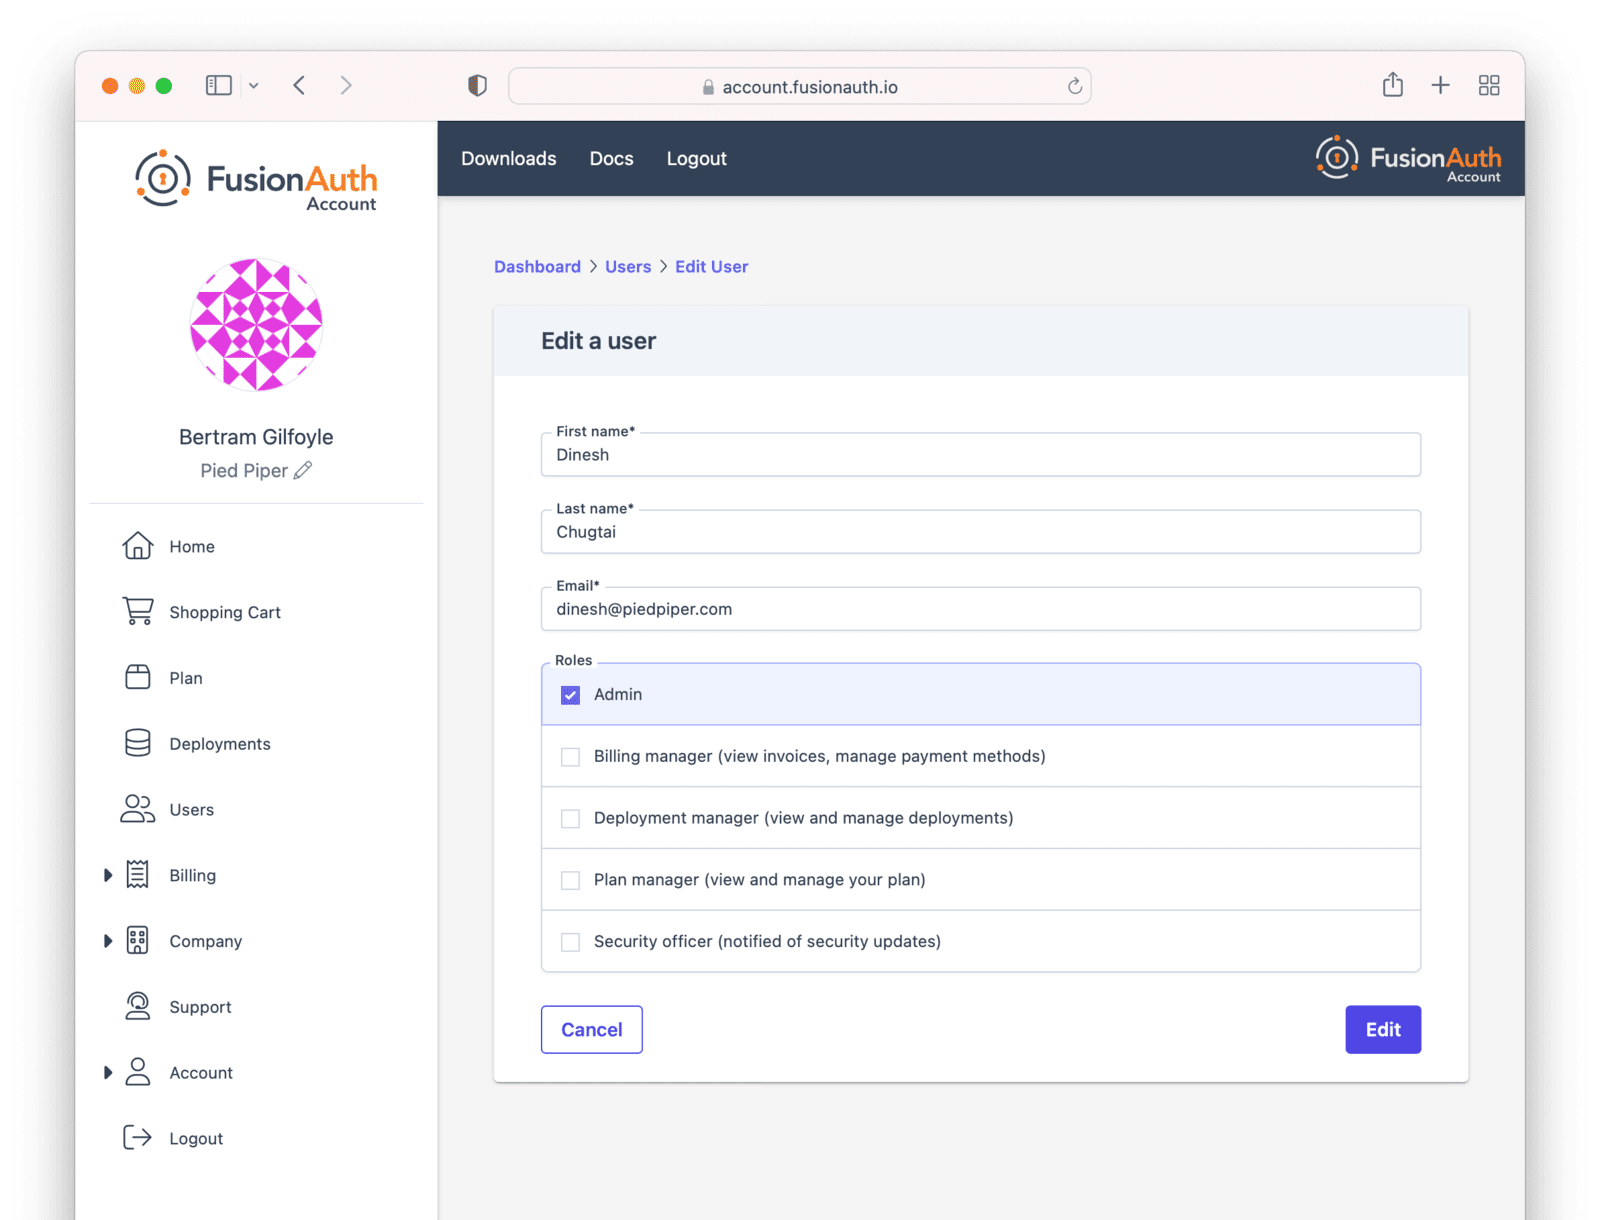 account.fusionauth.io
FusionAuth
Account
Downloads Docs Logout
FusionAuth
Account
Bertram Gilfoyle
Pied Piper
Home
Shopping Cart
Plan
Deployments
Users
Billing
Company
Support
Account
Logout
Dashboard > Users > Edit User
Edit a user
First name*
Dinesh
Last name*
Chugtai
Email*
dinesh@piedpiper.com
Roles
Admin
Billing manager (view invoices, manage payment methods)
Deployment manager (view and manage deployments)
Plan manager (view and manage your plan)
Security officer (notified of security updates)
Cancel
Edit